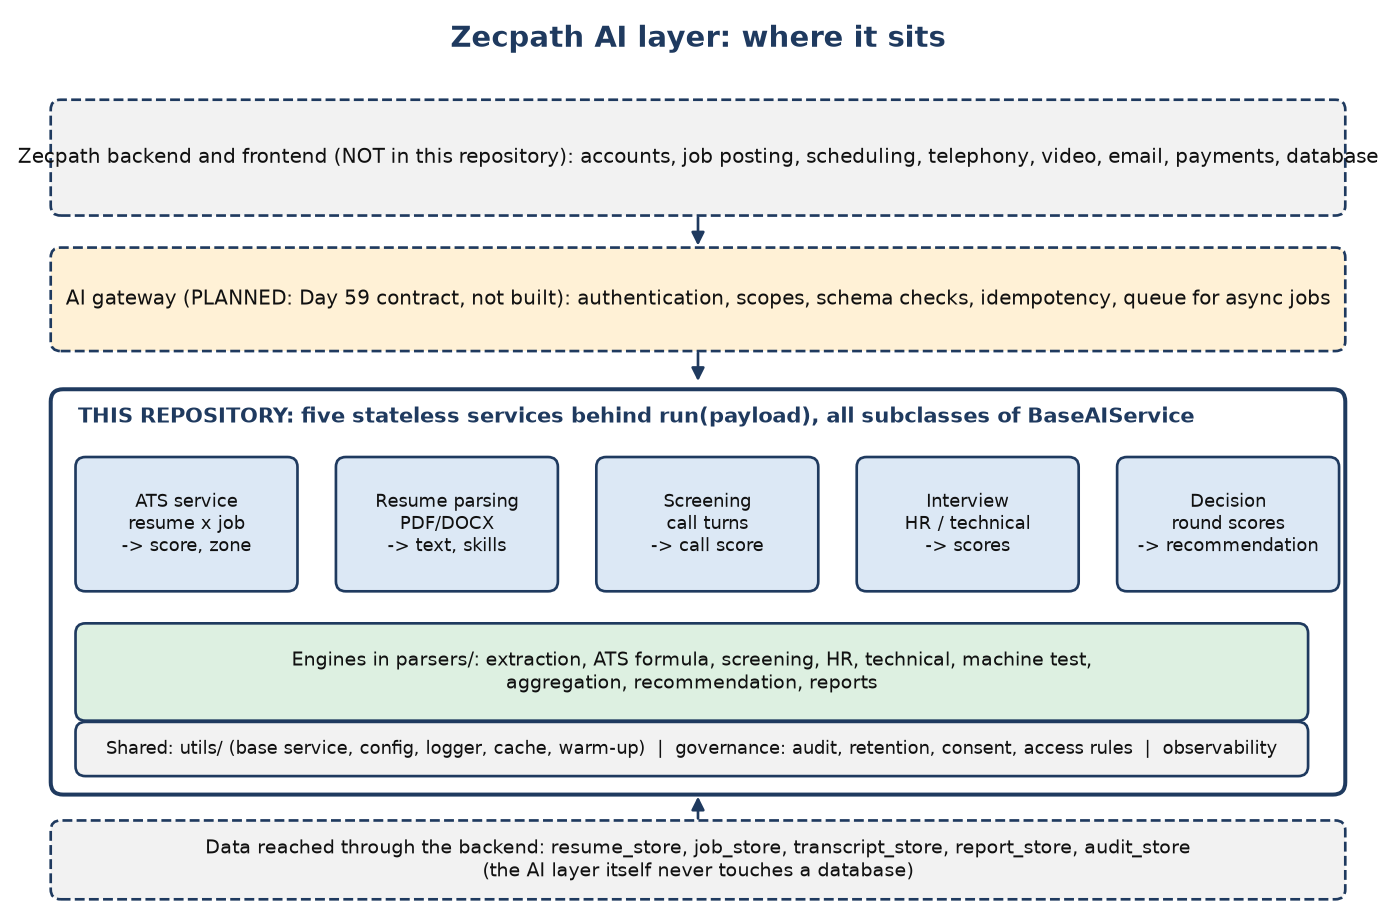 Zecpath AI layer: where it sits
Zecpath backend and frontend (NOT in this repository): accounts, job posting, scheduling, telephony, video, email, payments, database
AI gateway (PLANNED: Day 59 contract, not built): authentication, scopes, schema checks, idempotency, queue for async jobs
THIS REPOSITORY: five stateless services behind run(payload), all subclasses of BaseAIService
ATS service
resume x job
-> score, zone
Resume parsing
PDF/DOCX
-> text, skills
Screening
call turns
-> call score
Interview
HR / technical
-> scores
Decision
round scores
-> recommendation
Engines in parsers/: extraction, ATS formula, screening, HR, technical, machine test,
aggregation, recommendation, reports
Shared: utils/ (base service, config, logger, cache, warm-up)  |  governance: audit, retention, consent, access rules  |  observability
Data reached through the backend: resume_store, job_store, transcript_store, report_store, audit_store
(the AI layer itself never touches a database)